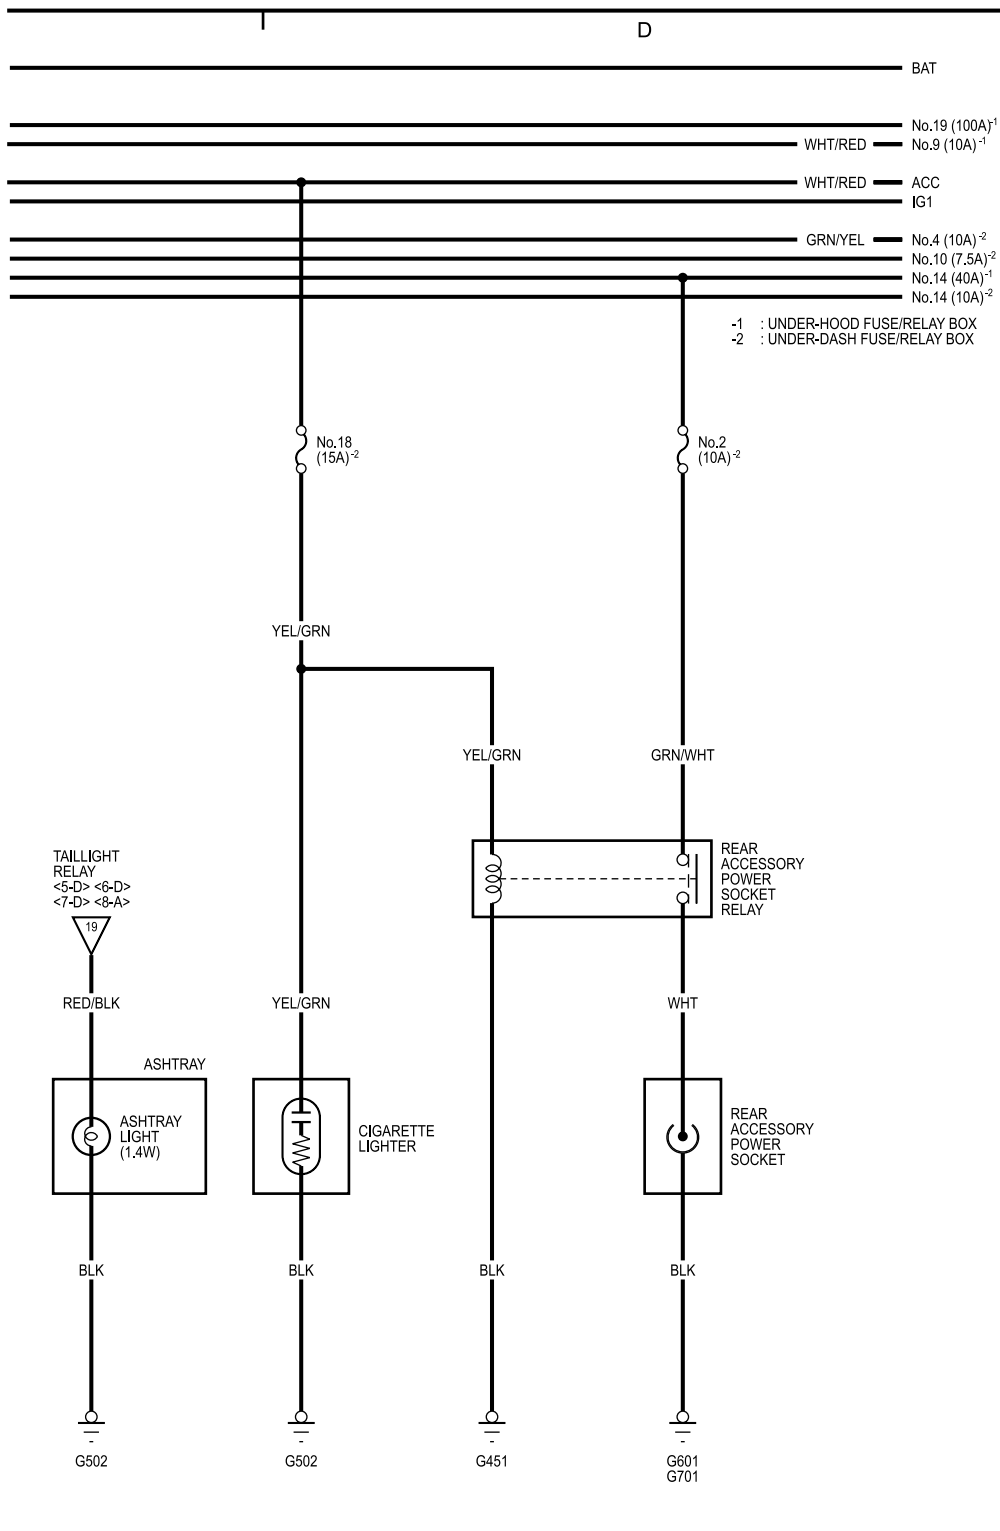 D
BAT
No.19 (100A)-1
WHT/RED No.9 (10A)-1
WHT/RED ACC
IG1
GRN/YEL No.4 (10A)-2
No.10 (7.5A)-2
No.14 (40A)-1
No.14 (10A)-2
-1 : UNDER-HOOD FUSE/RELAY BOX
-2 : UNDER-DASH FUSE/RELAY BOX
No.18
(15A)-2
No.2
(10A)-2
YEL/GRN
YEL/GRN
GRN/WHT
TAILLIGHT
RELAY
<5-D> <6-D>
<7-D> <8-A>
19
REAR
ACCESSORY
POWER
SOCKET
RELAY
RED/BLK
YEL/GRN
WHT
ASHTRAY
ASHTRAY
LIGHT
(1.4W)
CIGARETTE
LIGHTER
REAR
ACCESSORY
POWER
SOCKET
BLK
BLK
BLK
BLK
G502
G502
G451
G601
G701